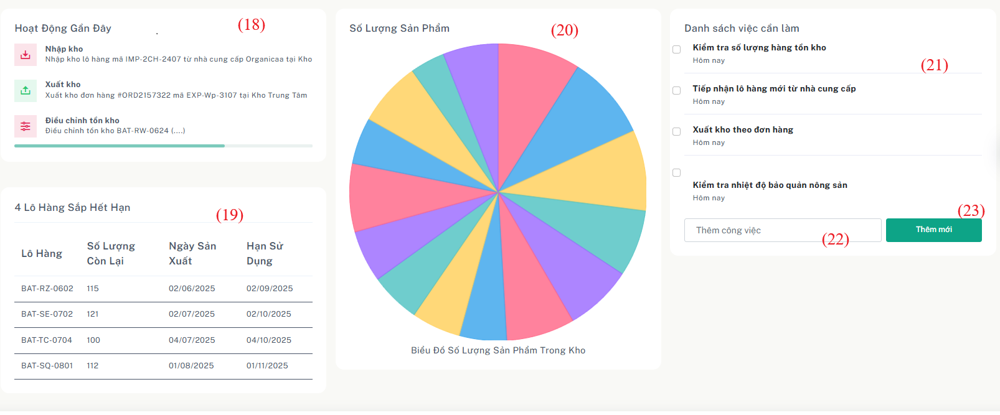 Hoạt Động Gần Đây
(18)
Nhập kho
Nhập kho lô hàng mã IMP-2CH-2407 từ nhà cung cấp Organicaa tại Kho
Xuất kho
Xuất kho đơn hàng #ORD2157322 mã EXP-Wp-3107 tại Kho Trung Tâm
Điều chỉnh tồn kho
Điều chỉnh tồn kho BAT-RW-0624 (....)
4 Lô Hàng Sắp Hết Hạn
(19)
Lô Hàng Số Lượng Còn Lại Ngày Sản Xuất Hạn Sử Dụng
BAT-RZ-0602 115 02/06/2025 02/09/2025
BAT-SE-0702 121 02/07/2025 02/10/2025
BAT-TC-0704 100 04/07/2025 04/10/2025
BAT-SQ-0801 112 01/08/2025 01/11/2025
Số Lượng Sản Phẩm
(20)
Biểu Đồ Số Lượng Sản Phẩm Trong Kho
Danh sách việc cần làm
Kiểm tra số lượng hàng tồn kho
Hôm nay
(21)
Tiếp nhận lô hàng mới từ nhà cung cấp
Hôm nay
Xuất kho theo đơn hàng
Hôm nay
Kiểm tra nhiệt độ bảo quản nông sản
Hôm nay
(23)
Thêm công việc
(22)
Thêm mới